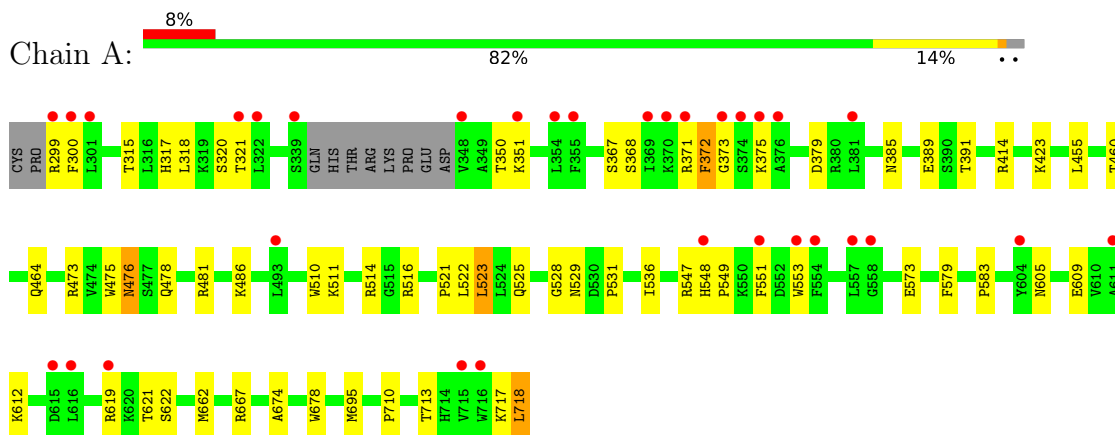 8%
Chain A:
82% 14% • •
CYS PRO R299 F300 L301 T315 L316 H317 L318 K319 S320 T321 L322 S339 GLN HIS THR ARG LYS PRO GLU ASP V348 A349 T350 K351 L354 F355 S367 S368 I369 K370 R371 F372 G373 S374 K375 A376 D379 R380 L381 N385 E389 S390 T391 R414 K423 L455 T460
Q464 R473 V474 W475 N476 S477 Q478 R481 K486 L493 W510 K511 R514 G515 R516 P521 L522 L523 L524 Q525 G528 N529 D530 P531 I536 R547 H548 P549 K550 F551 D552 W553 F554 L557 G558 E573 F579 P583 Y604 N605 E609 V610 A611
K612 D615 L616 R619 K620 T621 S622 M662 R667 A674 W678 M695 P710 T713 H714 V715 W716 K717 L718